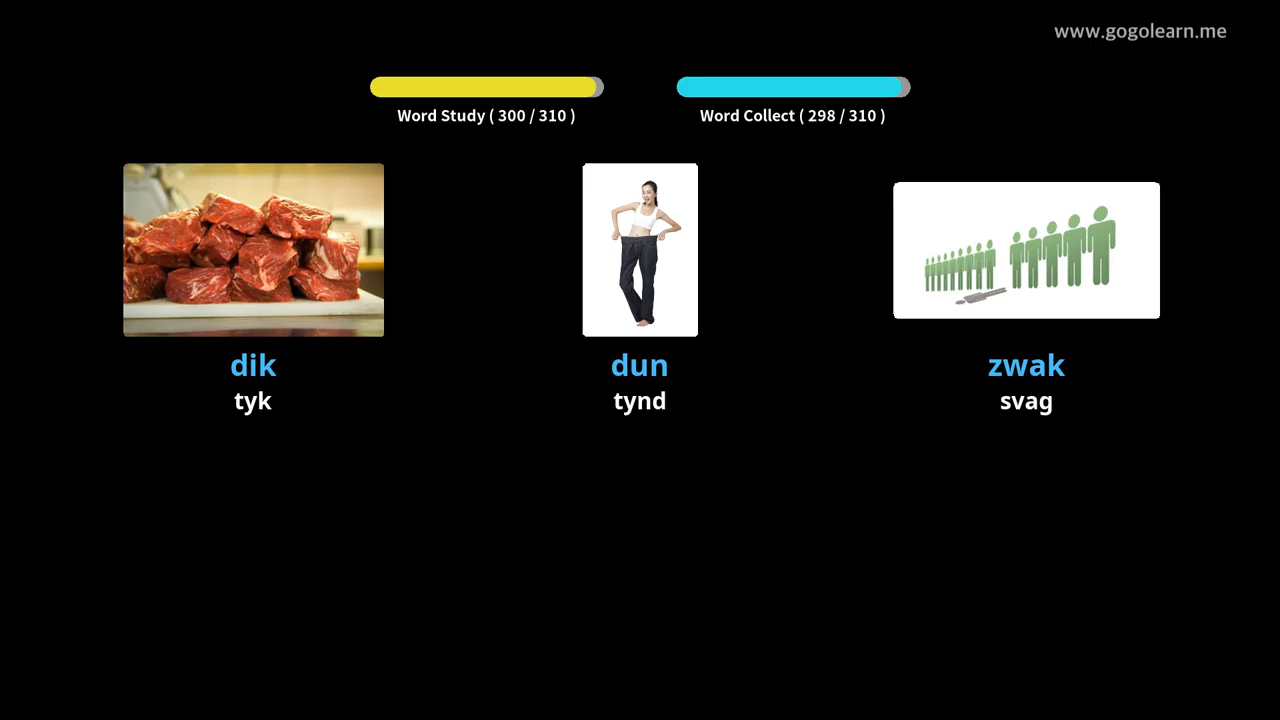 www.gogolearn.me
Word Study ( 300 / 310 )
Word Collect ( 298 / 310 )
dik
tyk
dun
tynd
zwak
svag